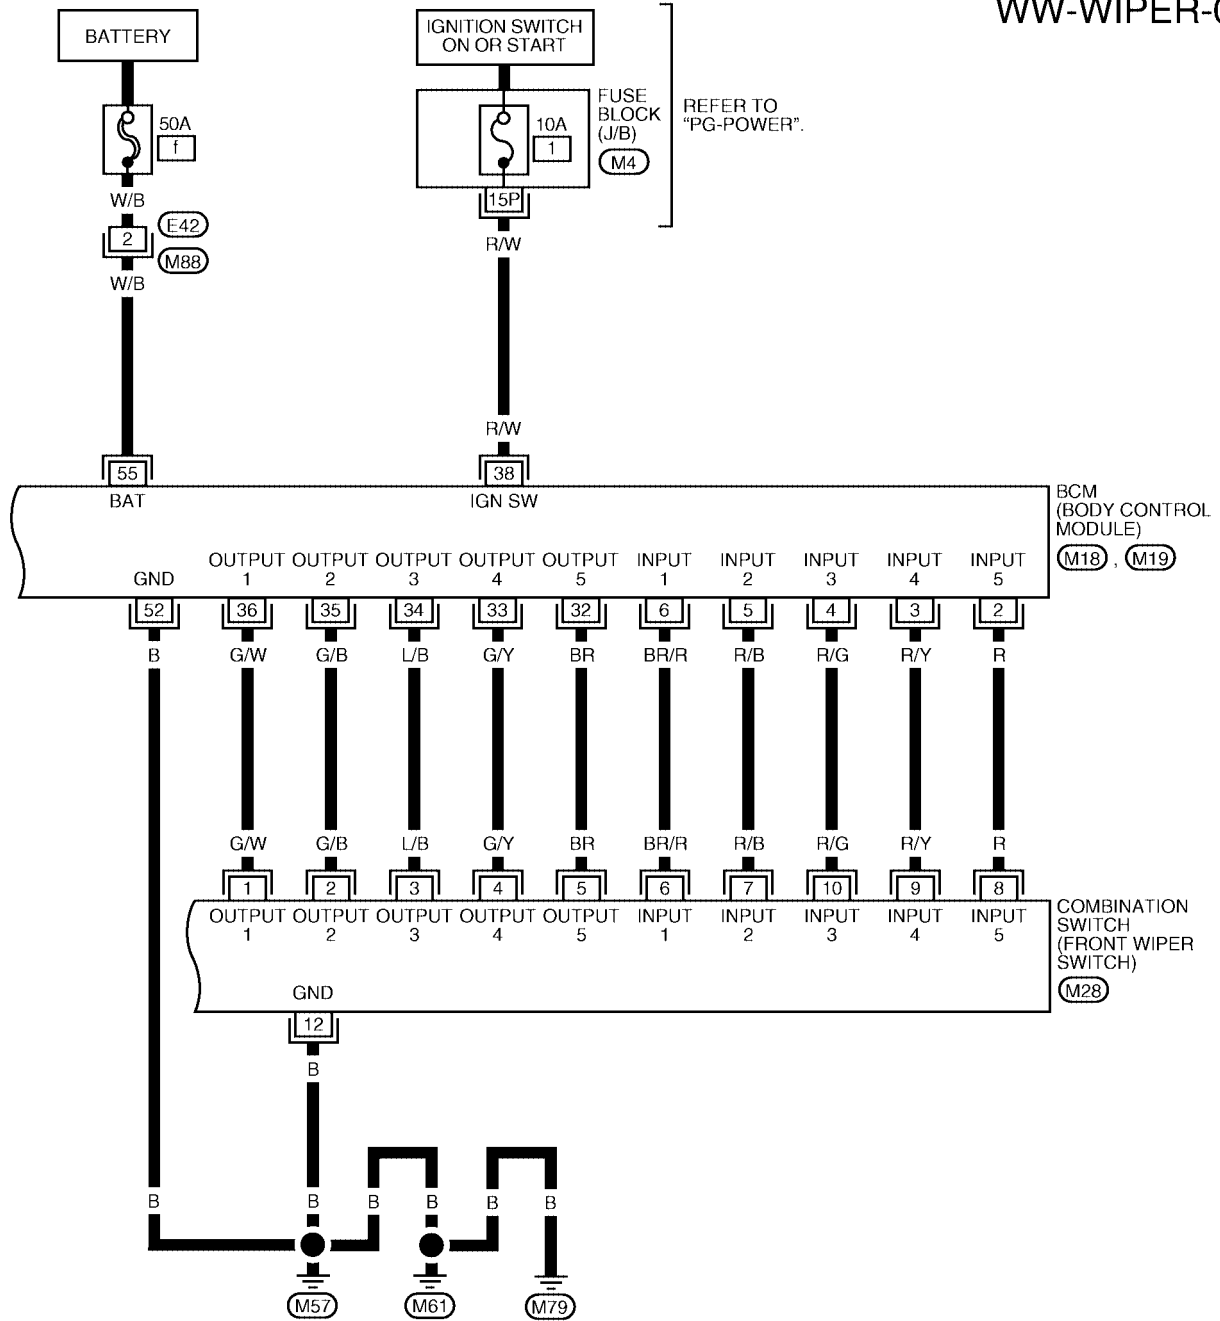 WW-WIPER-
BATTERY
IGNITION SWITCH
ON OR START
50A
f
10A
1
FUSE
BLOCK
(J/B)
M4
REFER TO
"PG-POWER".
15P
W/B
2
E42
M88
W/B
R/W
R/W
55
38
BAT
IGN SW
BCM
(BODY CONTROL
MODULE)
M18 , M19
OUTPUT OUTPUT OUTPUT OUTPUT OUTPUT INPUT INPUT INPUT INPUT INPUT
GND 1 2 3 4 5 1 2 3 4 5
52 36 35 34 33 32 6 5 4 3 2
B G/W G/B L/B G/Y BR BR/R R/B R/G R/Y R
G/W G/B L/B G/Y BR BR/R R/B R/G R/Y R
1 2 3 4 5 6 7 10 9 8
OUTPUT OUTPUT OUTPUT OUTPUT OUTPUT INPUT INPUT INPUT INPUT INPUT
1 2 3 4 5 1 2 3 4 5
COMBINATION
SWITCH
(FRONT WIPER
SWITCH)
M28
GND
12
B
B B B B B B
M57 M61 M79